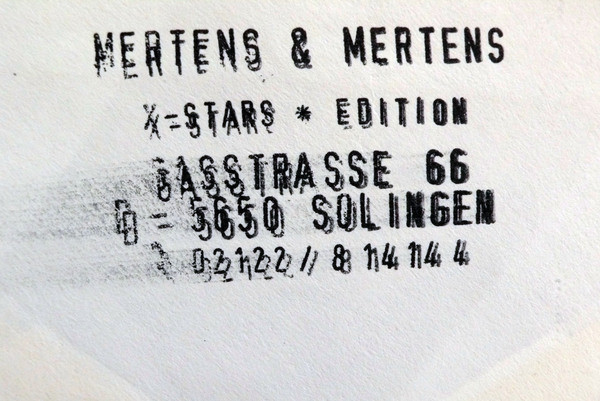 MERTENS & MERTENS
X=STARS * EDITION
GASSTRASSE 66
D = 5650 SOLINGEN
02122 // 8 14 14 4